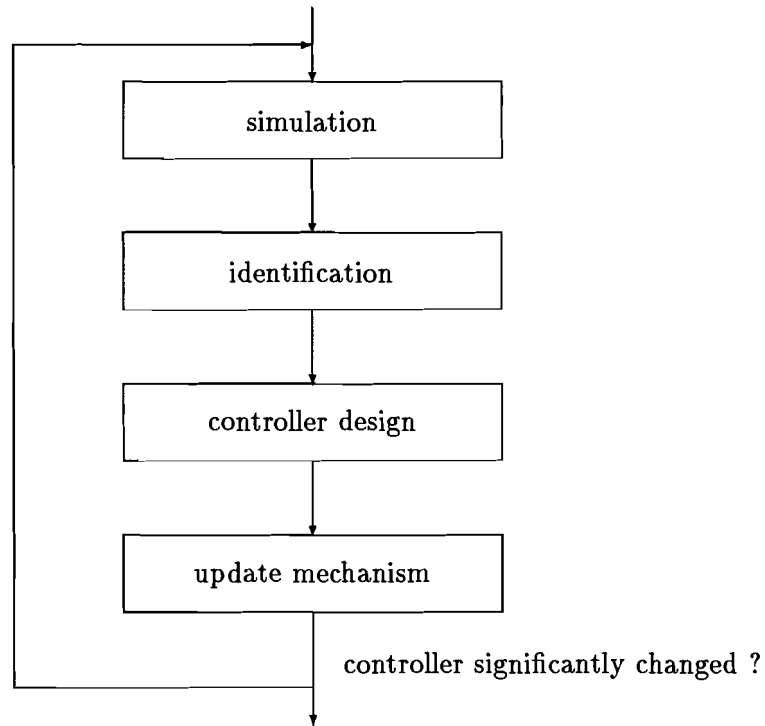 simulation
identification
controller design
update mechanism
controller significantly changed ?